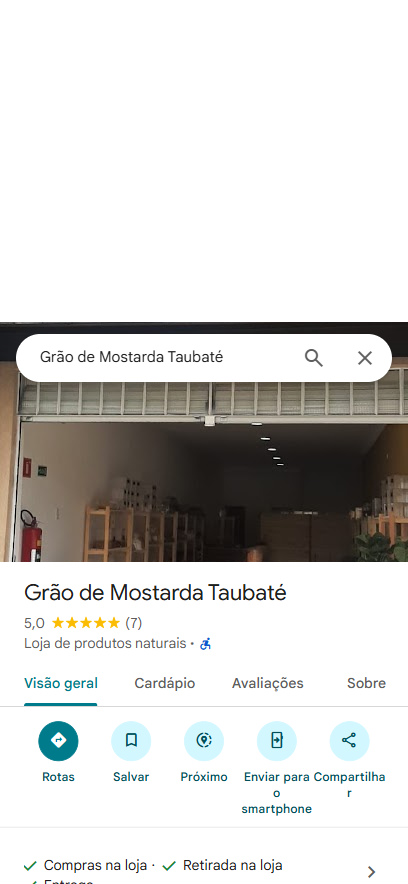 Grão de Mostarda Taubaté
Grão de Mostarda Taubaté
5,0 (7)
Loja de produtos naturais ·
Visão geral Cardápio Avaliações Sobre
Rotas Salvar Próximo Enviar para o smartphone Compartilhar
Compras na loja · Retirada na loja
Entrega